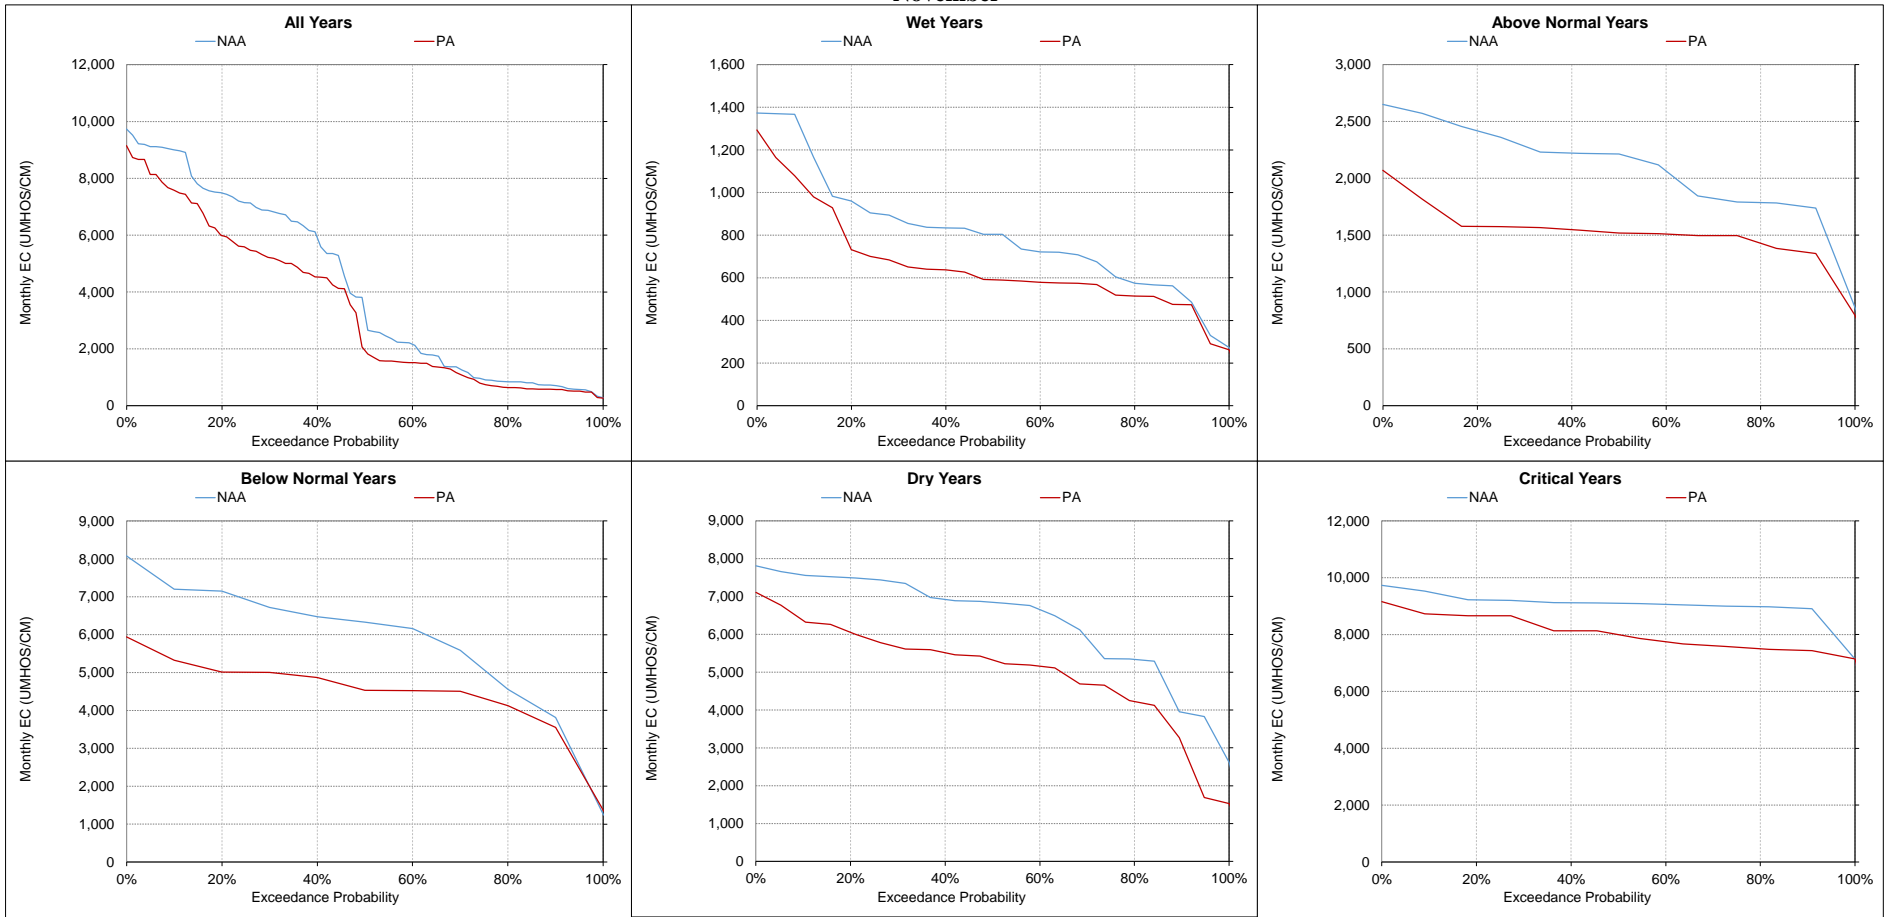 All Years
NAA PA
12,000
10,000
8,000
6,000
4,000
2,000
0
Monthly EC (UMHOS/CM)
0% 20% 40% 60% 80% 100%
Exceedance Probability
Wet Years
NAA PA
1,600
1,400
1,200
1,000
800
600
400
200
0
Monthly EC (UMHOS/CM)
0% 20% 40% 60% 80% 100%
Exceedance Probability
Above Normal Years
NAA PA
3,000
2,500
2,000
1,500
1,000
500
0
Monthly EC (UMHOS/CM)
0% 20% 40% 60% 80% 100%
Exceedance Probability
Below Normal Years
NAA PA
9,000
8,000
7,000
6,000
5,000
4,000
3,000
2,000
1,000
0
Monthly EC (UMHOS/CM)
0% 20% 40% 60% 80% 100%
Exceedance Probability
Dry Years
NAA PA
9,000
8,000
7,000
6,000
5,000
4,000
3,000
2,000
1,000
0
Monthly EC (UMHOS/CM)
0% 20% 40% 60% 80% 100%
Exceedance Probability
Critical Years
NAA PA
12,000
10,000
8,000
6,000
4,000
2,000
0
Monthly EC (UMHOS/CM)
0% 20% 40% 60% 80% 100%
Exceedance Probability